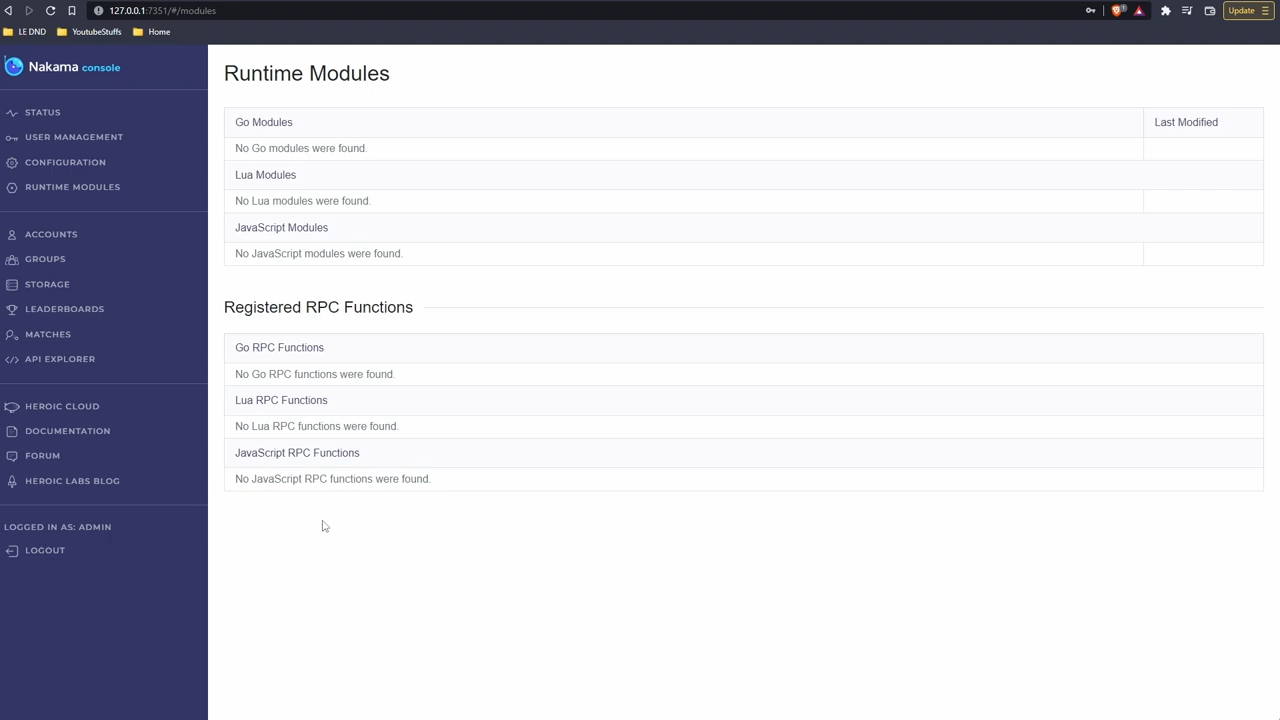 127.0.0.1:7351/#/modules
1
Update
LE DND
YoutubeStuffs
Home
Nakama console
STATUS
USER MANAGEMENT
CONFIGURATION
RUNTIME MODULES
ACCOUNTS
GROUPS
STORAGE
LEADERBOARDS
MATCHES
API EXPLORER
HEROIC CLOUD
DOCUMENTATION
FORUM
HEROIC LABS BLOG
LOGGED IN AS: ADMIN
LOGOUT
Runtime Modules
Go Modules Last Modified
No Go modules were found.
Lua Modules
No Lua modules were found.
JavaScript Modules
No JavaScript modules were found.
Registered RPC Functions
Go RPC Functions
No Go RPC functions were found.
Lua RPC Functions
No Lua RPC functions were found.
JavaScript RPC Functions
No JavaScript RPC functions were found.